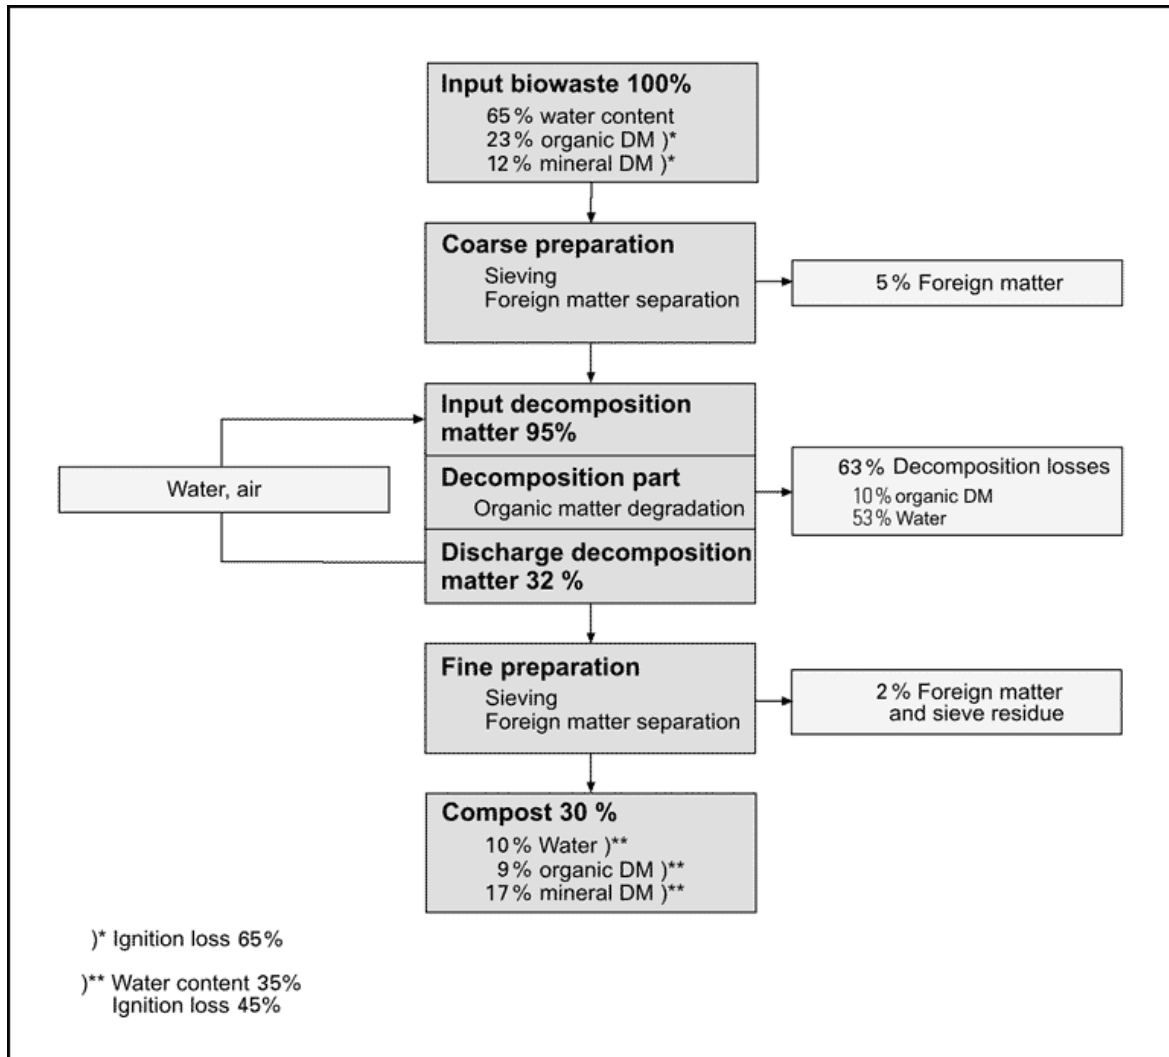 Input biowaste 100%
65% water content
23% organic DM )*
12% mineral DM )*
Coarse preparation
Sieving
Foreign matter separation
5% Foreign matter
Input decomposition
matter 95%
Water, air
Decomposition part
Organic matter degradation
63% Decomposition losses
10% organic DM
53% Water
Discharge decomposition
matter 32 %
Fine preparation
Sieving
Foreign matter separation
2% Foreign matter
and sieve residue
Compost 30 %
10% Water )**
9% organic DM )**
17% mineral DM )**
)* Ignition loss 65%
)** Water content 35%
Ignition loss 45%